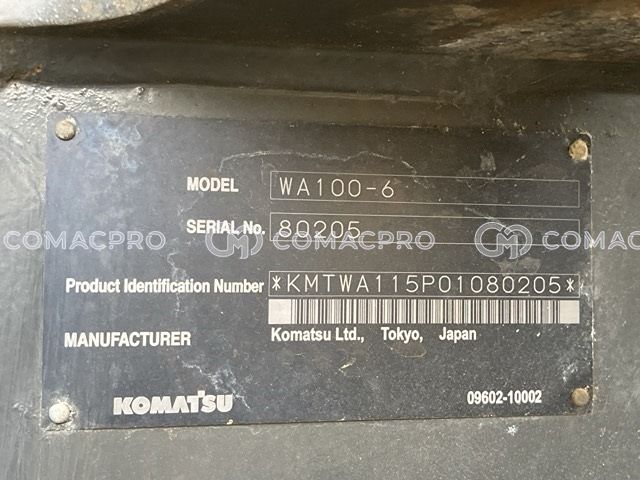 MODEL WA100-6
SERIAL No. 80205
COMACPRO COMACPRO COMACPRO
Product Identification Number *KMTWA115P01080205*
MANUFACTURER Komatsu Ltd., Tokyo, Japan
KOMATSU 09602-10002